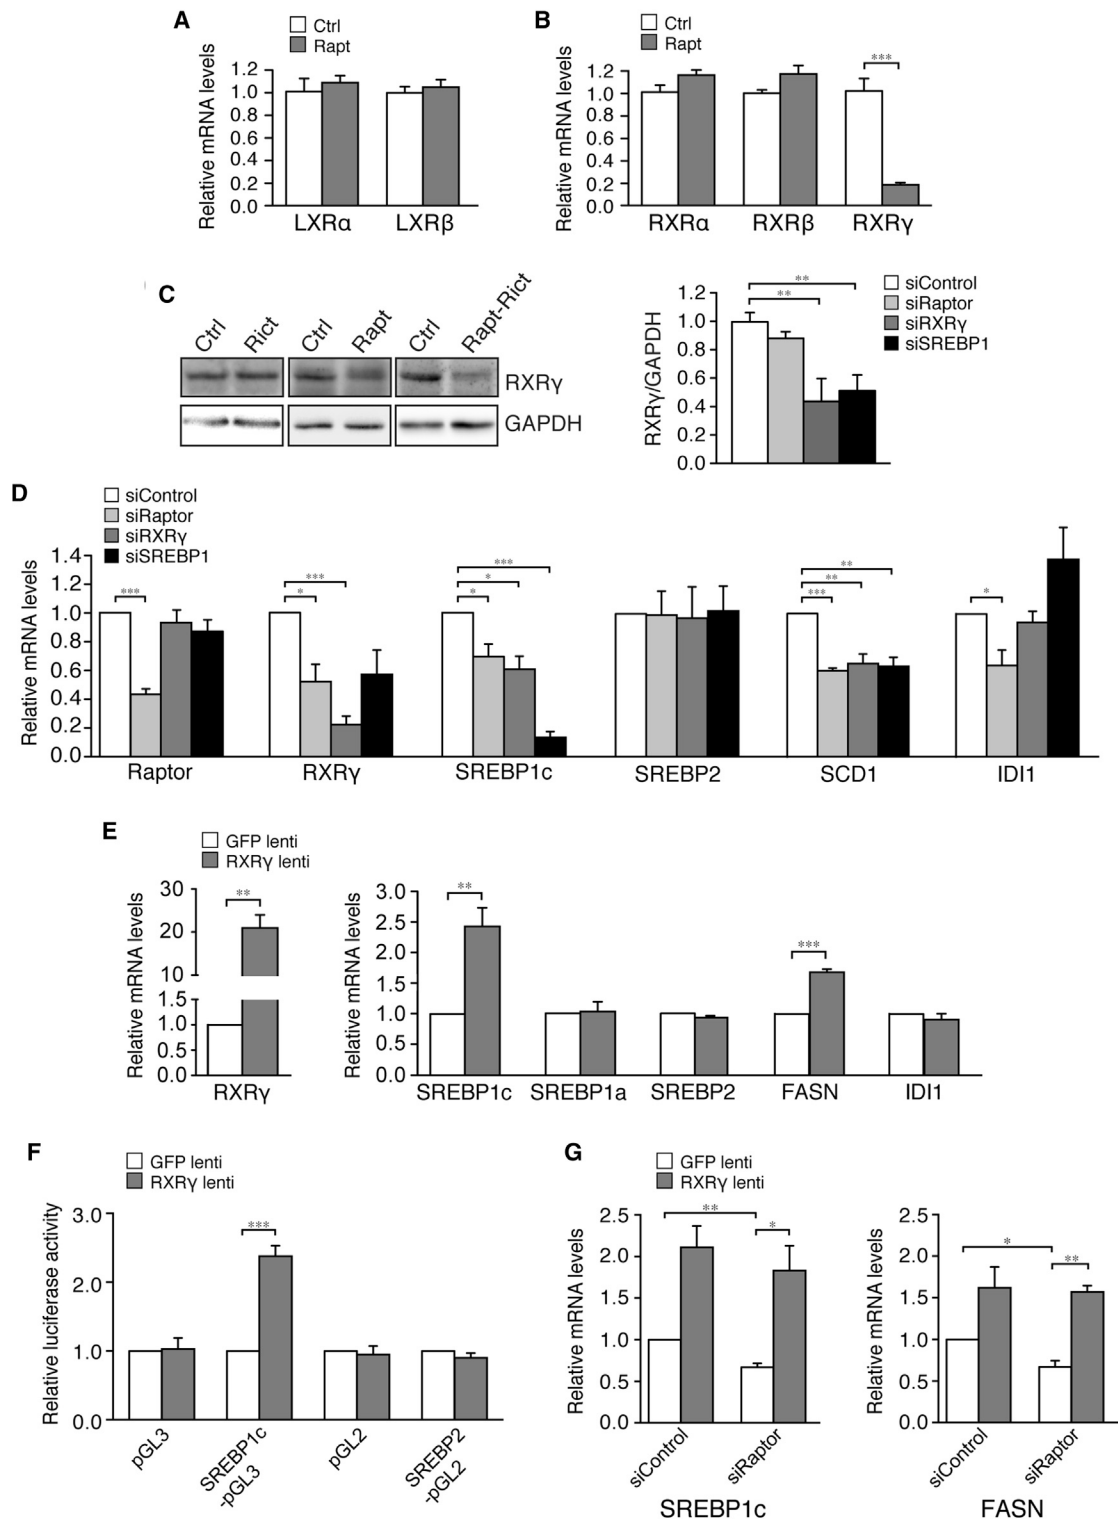 A
Ctrl
Rapt
Relative mRNA levels
1.2
1.0
0.8
0.6
0.4
0.2
0.0
LXRα
LXRβ
B
Ctrl
Rapt
Relative mRNA levels
1.2
1.0
0.8
0.6
0.4
0.2
0.0
***
RXRα
RXRβ
RXRγ
C
Ctrl
Rict
Ctrl
Rapt
Ctrl
Rapt-Rict
RXRγ
GAPDH
siControl
siRaptor
siRXRγ
siSREBP1
RXRγ/GAPDH
1.2
1.0
0.8
0.6
0.4
0.2
0.0
**
**
D
siControl
siRaptor
siRXRγ
siSREBP1
Relative mRNA levels
1.4
1.2
1.0
0.8
0.6
0.4
0.2
0.0
***
***
*
***
*
*
**
**
***
*
Raptor
RXRγ
SREBP1c
SREBP2
SCD1
IDI1
E
GFP lenti
RXRγ lenti
Relative mRNA levels
30
20
10
1.5
1.0
0.5
0.0
**
RXRγ
Relative mRNA levels
3.0
2.5
2.0
1.5
1.0
0.5
0.0
**
***
SREBP1c
SREBP1a
SREBP2
FASN
IDI1
F
GFP lenti
RXRγ lenti
Relative luciferase activity
3.0
2.0
1.0
0.0
***
pGL3
SREBP1c
-pGL3
pGL2
SREBP2
-pGL2
G
GFP lenti
RXRγ lenti
Relative mRNA levels
2.5
2.0
1.5
1.0
0.5
0.0
**
*
siControl
siRaptor
SREBP1c
Relative mRNA levels
2.5
2.0
1.5
1.0
0.5
0.0
*
**
siControl
siRaptor
FASN